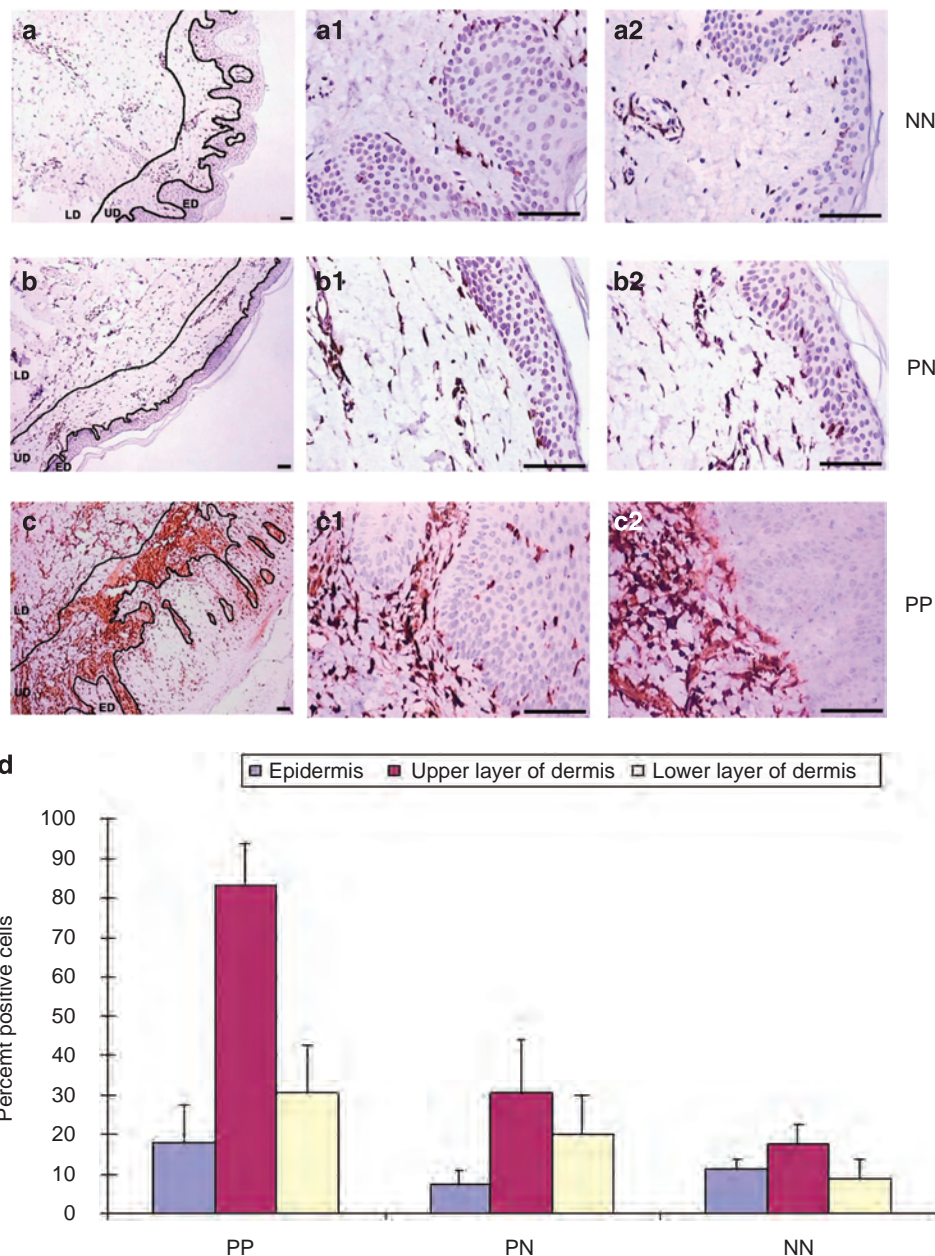 a
a1
a2
NN
LD
UD
ED
b
b1
b2
PN
LD
UD
ED
c
c1
c2
PP
LD
UD
ED
d
Epidermis Upper layer of dermis Lower layer of dermis
Percemt positive cells
100
90
80
70
60
50
40
30
20
10
0
PP PN NN